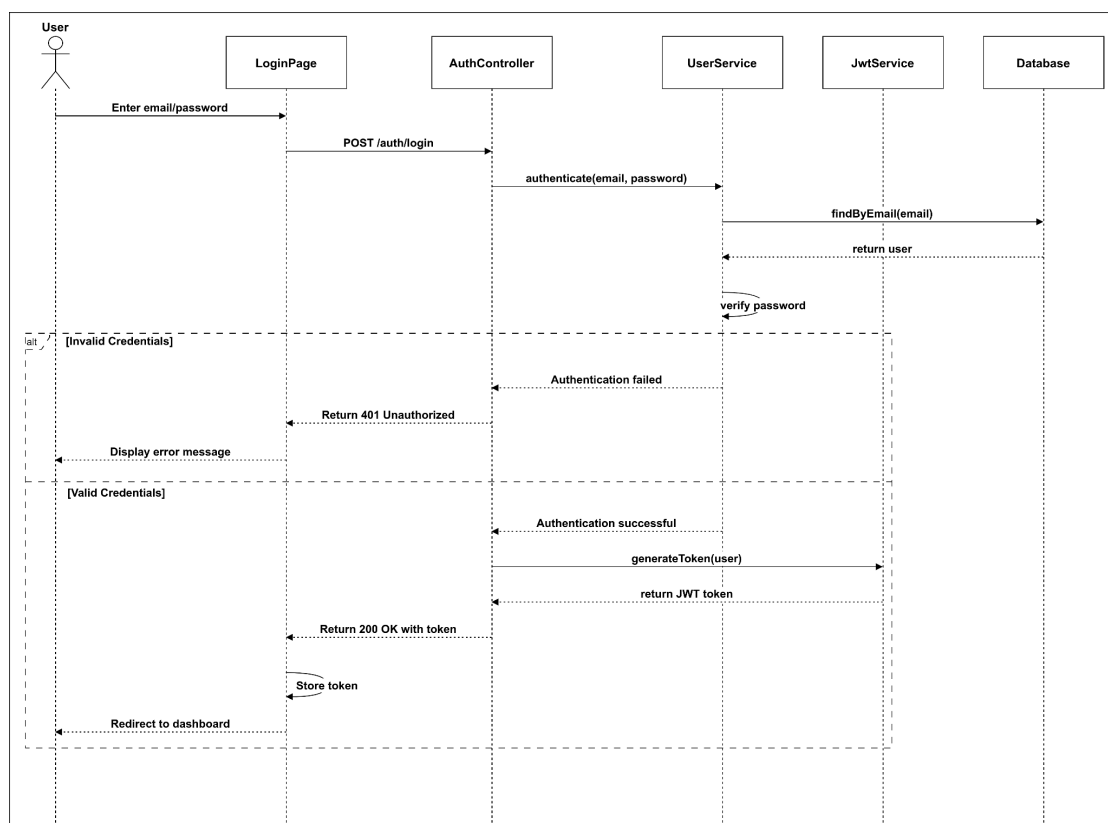 User
LoginPage
AuthController
UserService
JwtService
Database
Enter email/password
POST /auth/login
authenticate(email, password)
findByEmail(email)
return user
verify password
alt
[Invalid Credentials]
Authentication failed
Return 401 Unauthorized
Display error message
[Valid Credentials]
Authentication successful
generateToken(user)
return JWT token
Return 200 OK with token
Store token
Redirect to dashboard